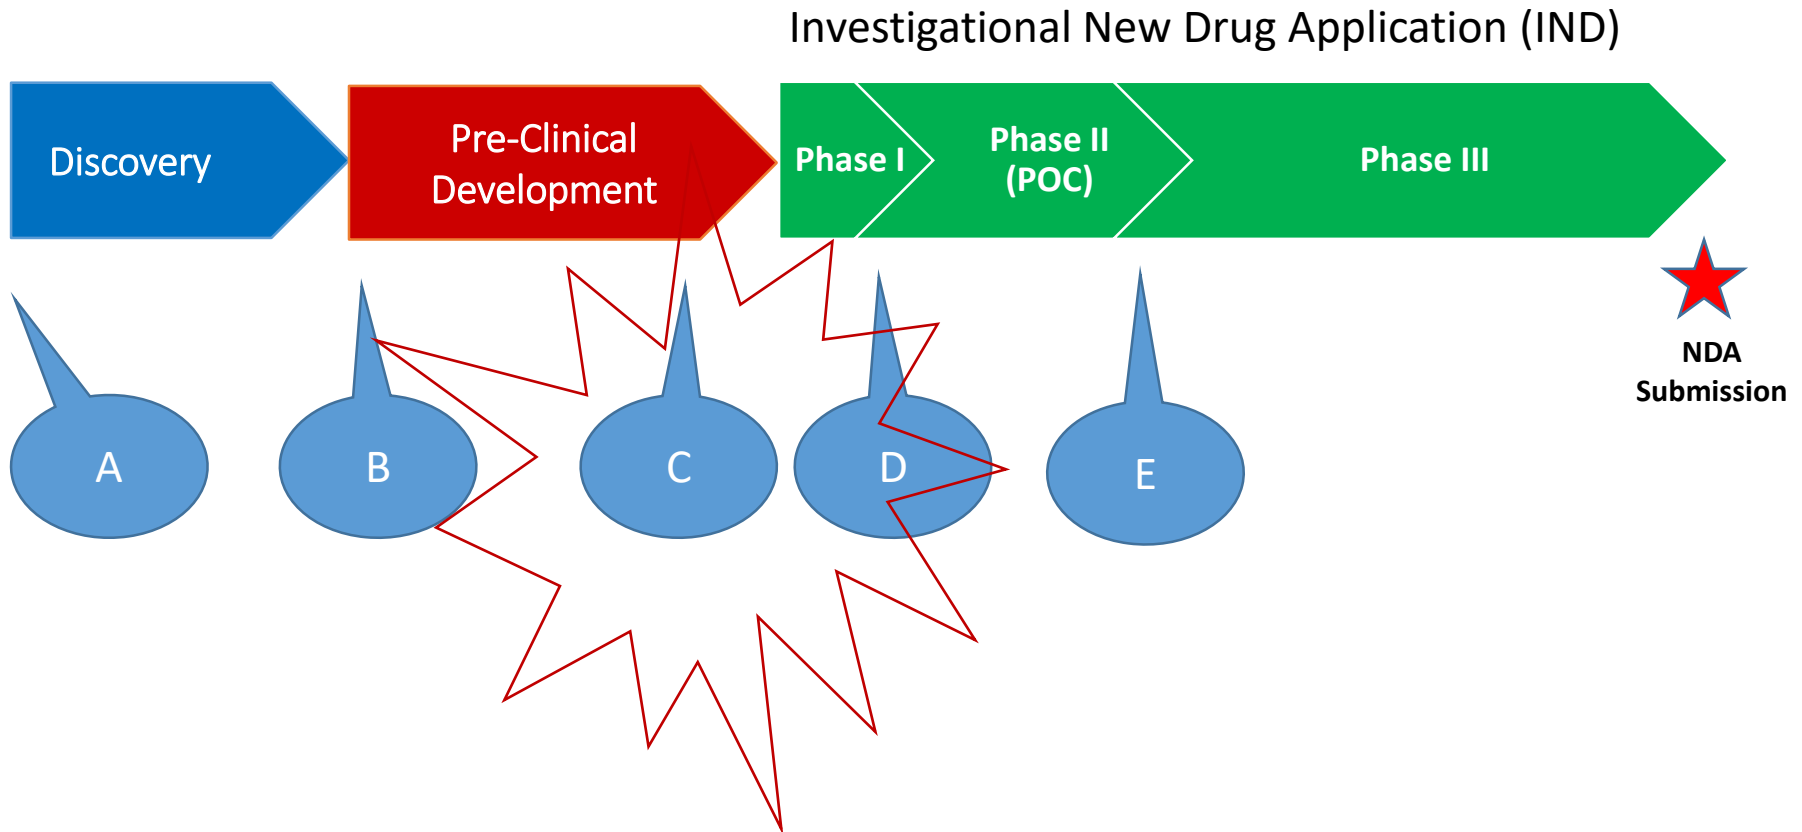 Investigational New Drug Application (IND)
Discovery
Pre-Clinical
Development
Phase I
Phase II
(POC)
Phase III
NDA
Submission
A
B
C
D
E